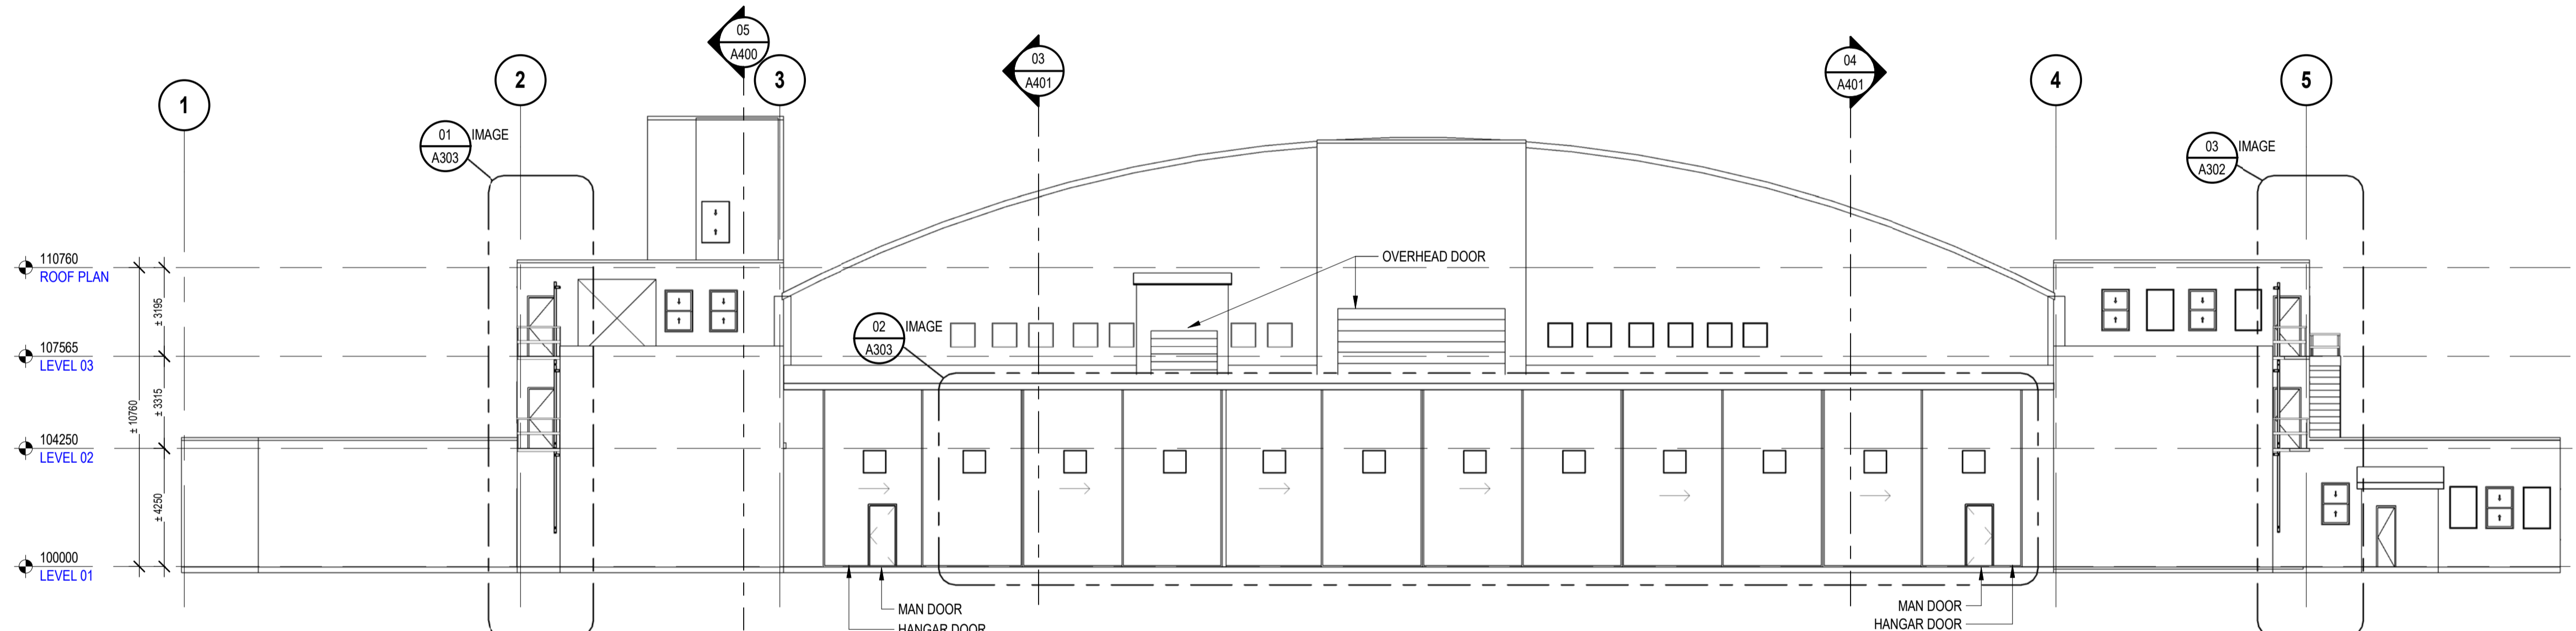 05
A400
03
A401
04
A401
1
2
3
4
5
01
A303
IMAGE
03
A302
IMAGE
110760
ROOF PLAN
OVERHEAD DOOR
± 3195
02
A303
IMAGE
107565
LEVEL 03
± 10760
± 3315
104250
LEVEL 02
± 4250
100000
LEVEL 01
MAN DOOR
HANGAR DOOR
MAN DOOR
HANGAR DOOR